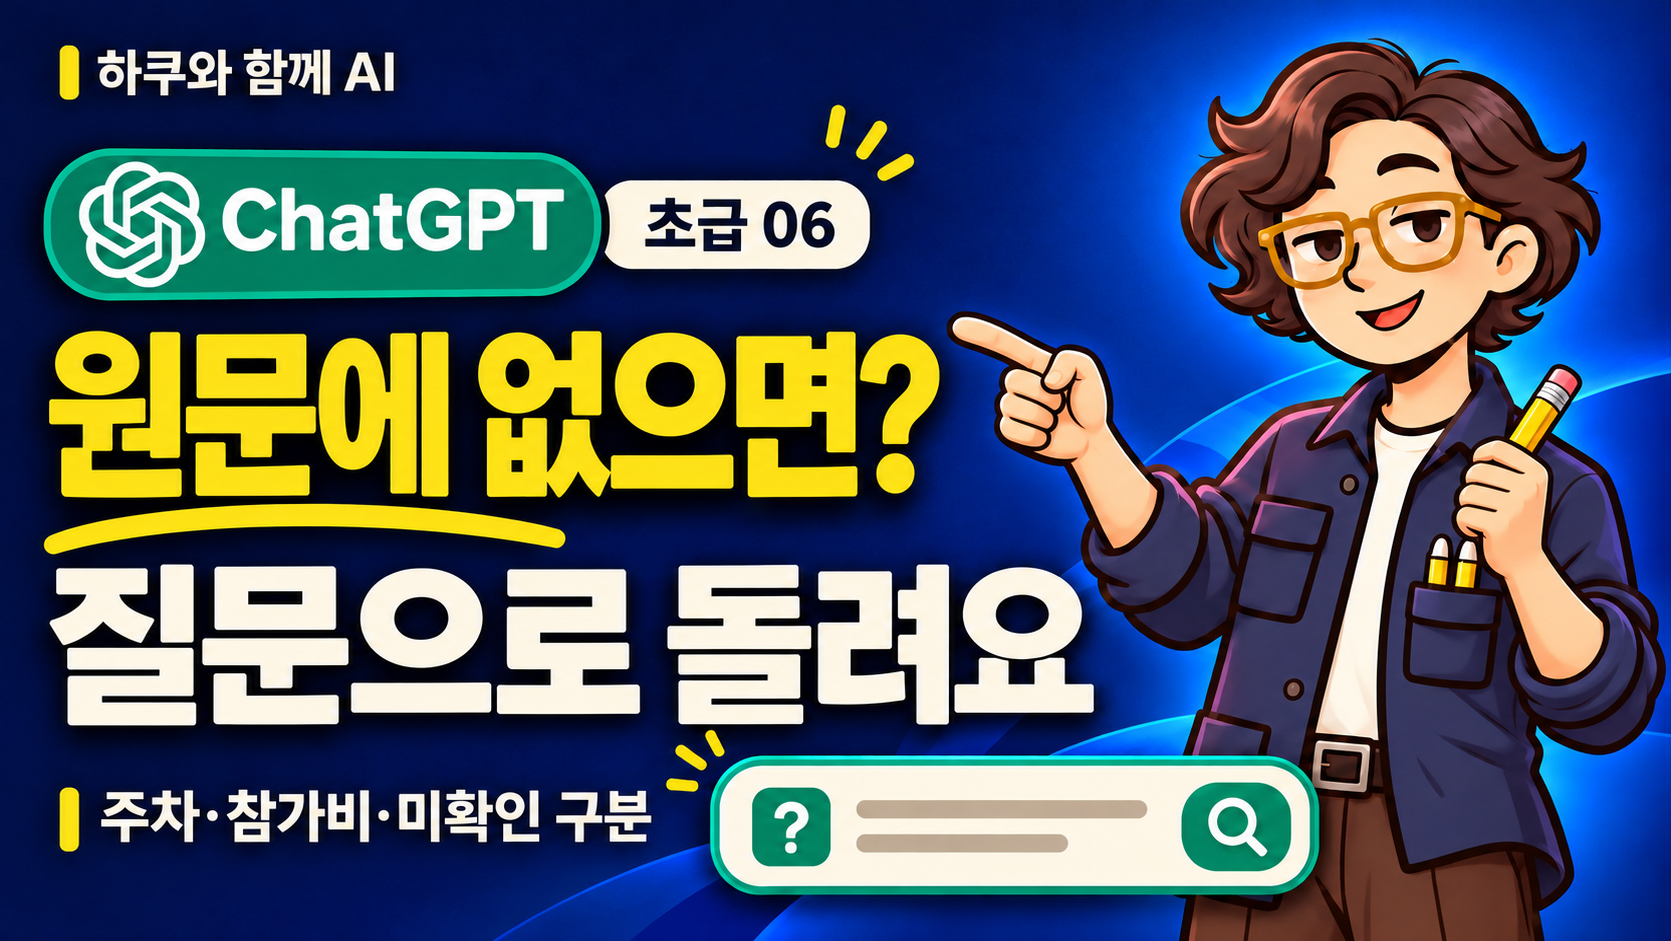 하쿠와 함께 AI
ChatGPT
초급 06
원문에 없으면?
질문으로 돌려요
주차·참가비·미확인 구분
?